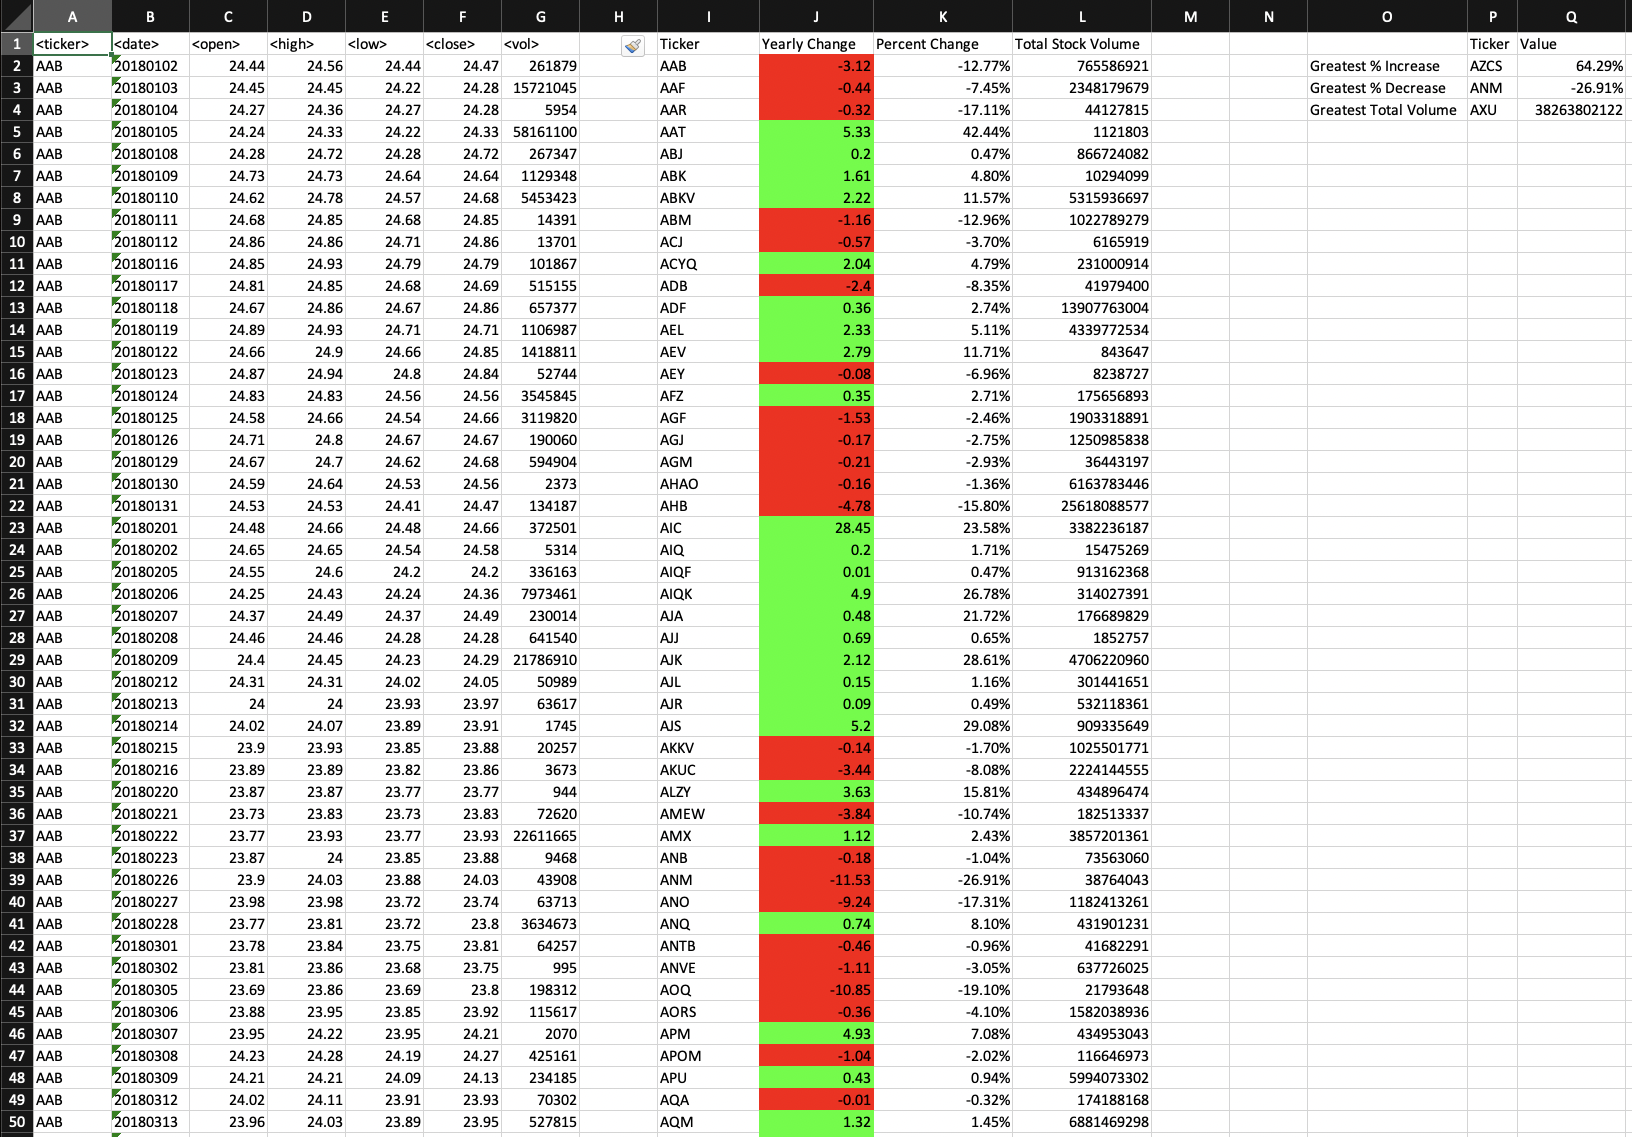 A B C D E F G H I J K L M N O P Q
1 <ticker> <date> <open> <high> <low> <close> <vol> Ticker Yearly Change Percent Change Total Stock Volume Ticker Value
2 AAB 20180102 24.44 24.56 24.44 24.47 261879 AAB -3.12 -12.77% 765586921 Greatest % Increase AZCS 64.29%
3 AAB 20180103 24.45 24.45 24.22 24.28 15721045 AAF -0.44 -7.45% 2348179679 Greatest % Decrease ANM -26.91%
4 AAB 20180104 24.27 24.36 24.27 24.28 5954 AAR -0.32 -17.11% 44127815 Greatest Total Volume AXU 38263802122
5 AAB 20180105 24.24 24.33 24.22 24.33 58161100 AAT 5.33 42.44% 1121803
6 AAB 20180108 24.28 24.72 24.28 24.72 267347 ABJ 0.2 0.47% 866724082
7 AAB 20180109 24.73 24.73 24.64 24.64 1129348 ABK 1.61 4.80% 10294099
8 AAB 20180110 24.62 24.78 24.57 24.68 5453423 ABKV 2.22 11.57% 5315936697
9 AAB 20180111 24.68 24.85 24.68 24.85 14391 ABM -1.16 -12.96% 1022789279
10 AAB 20180112 24.86 24.86 24.71 24.86 13701 ACJ -0.57 -3.70% 6165919
11 AAB 20180116 24.85 24.93 24.79 24.79 101867 ACYQ 2.04 4.79% 231000914
12 AAB 20180117 24.81 24.85 24.68 24.69 515155 ADB -2.4 -8.35% 41979400
13 AAB 20180118 24.67 24.86 24.67 24.86 657377 ADF 0.36 2.74% 13907763004
14 AAB 20180119 24.89 24.93 24.71 24.71 1106987 AEL 2.33 5.11% 4339772534
15 AAB 20180122 24.66 24.9 24.66 24.85 1418811 AEV 2.79 11.71% 843647
16 AAB 20180123 24.87 24.94 24.8 24.84 52744 AEY -0.08 -6.96% 8238727
17 AAB 20180124 24.83 24.83 24.56 24.56 3545845 AFZ 0.35 2.71% 175656893
18 AAB 20180125 24.58 24.66 24.54 24.66 3119820 AGF -1.53 -2.46% 1903318891
19 AAB 20180126 24.71 24.8 24.67 24.67 190060 AGJ -0.17 -2.75% 1250985838
20 AAB 20180129 24.67 24.7 24.62 24.68 594904 AGM -0.21 -2.93% 36443197
21 AAB 20180130 24.59 24.64 24.53 24.56 2373 AHAO -0.16 -1.36% 6163783446
22 AAB 20180131 24.53 24.53 24.41 24.47 134187 AHB -4.78 -15.80% 25618088577
23 AAB 20180201 24.48 24.66 24.48 24.66 372501 AIC 28.45 23.58% 3382236187
24 AAB 20180202 24.65 24.65 24.54 24.58 5314 AIQ 0.2 1.71% 15475269
25 AAB 20180205 24.55 24.6 24.2 24.2 336163 AIQF 0.01 0.47% 913162368
26 AAB 20180206 24.25 24.43 24.24 24.36 7973461 AIQK 4.9 26.78% 314027391
27 AAB 20180207 24.37 24.49 24.37 24.49 230014 AJA 0.48 21.72% 176689829
28 AAB 20180208 24.46 24.46 24.28 24.28 641540 AJJ 0.69 0.65% 1852757
29 AAB 20180209 24.4 24.45 24.23 24.29 21786910 AJK 2.12 28.61% 4706220960
30 AAB 20180212 24.31 24.31 24.02 24.05 50989 AJL 0.15 1.16% 301441651
31 AAB 20180213 24 24 23.93 23.97 63617 AJR 0.09 0.49% 532118361
32 AAB 20180214 24.02 24.07 23.89 23.91 1745 AJS 5.2 29.08% 909335649
33 AAB 20180215 23.9 23.93 23.85 23.88 20257 AKKV -0.14 -1.70% 1025501771
34 AAB 20180216 23.89 23.89 23.82 23.86 3673 AKUC -3.44 -8.08% 2224144555
35 AAB 20180220 23.87 23.87 23.77 23.77 944 ALZY 3.63 15.81% 434896474
36 AAB 20180221 23.73 23.83 23.73 23.83 72620 AMEW -3.84 -10.74% 182513337
37 AAB 20180222 23.77 23.93 23.77 23.93 22611665 AMX 1.12 2.43% 3857201361
38 AAB 20180223 23.87 24 23.85 23.88 9468 ANB -0.18 -1.04% 73563060
39 AAB 20180226 23.9 24.03 23.88 24.03 43908 ANM -11.53 -26.91% 38764043
40 AAB 20180227 23.98 23.98 23.72 23.74 63713 ANO -9.24 -17.31% 1182413261
41 AAB 20180228 23.77 23.81 23.72 23.8 3634673 ANQ 0.74 8.10% 431901231
42 AAB 20180301 23.78 23.84 23.75 23.81 64257 ANTB -0.46 -0.96% 41682291
43 AAB 20180302 23.81 23.86 23.68 23.75 995 ANVE -1.11 -3.05% 637726025
44 AAB 20180305 23.69 23.86 23.69 23.8 198312 AOQ -10.85 -19.10% 21793648
45 AAB 20180306 23.88 23.95 23.85 23.92 115617 AORS -0.36 -4.10% 1582038936
46 AAB 20180307 23.95 24.22 23.95 24.21 2070 APM 4.93 7.08% 434953043
47 AAB 20180308 24.23 24.28 24.19 24.27 425161 APOM -1.04 -2.02% 116646973
48 AAB 20180309 24.21 24.21 24.09 24.13 234185 APU 0.43 0.94% 5994073302
49 AAB 20180312 24.02 24.11 23.91 23.93 70302 AQA -0.01 -0.32% 174188168
50 AAB 20180313 23.96 24.03 23.89 23.95 527815 AQM 1.32 1.45% 6881469298